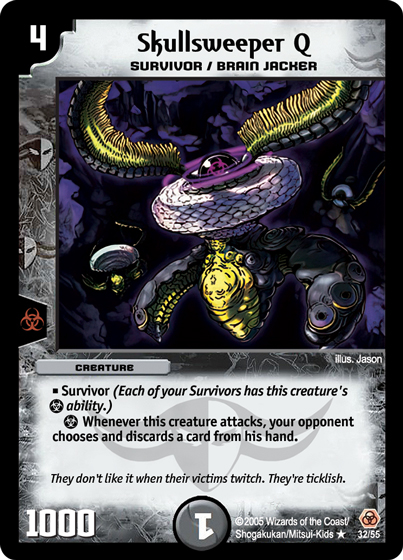 4
Skullsweeper Q
SURVIVOR / BRAIN JACKER
illus. Jason
CREATURE
▪ Survivor (Each of your Survivors has this creature's
☣ ability.)
☣ Whenever this creature attacks, your opponent
chooses and discards a card from his hand.
They don't like it when their victims twitch. They're ticklish.
1000
1
©2005 Wizards of the Coast/
Shogakukan/Mitsui-Kids ★ 32/55